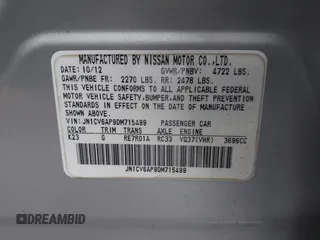 MANUFACTURED BY NISSAN MOTOR CO.,LTD.
DATE: 10/12 GVWR/PNBV: 4722 LBS.
GAWR/PNBE FR: 2270 LBS. RR: 2478 LBS.
THIS VEHICLE CONFORMS TO ALL APPLICABLE FEDERAL
MOTOR VEHICLE SAFETY, BUMPER, AND THEFT PREVENTION
STANDARDS IN EFFECT ON THE DATE OF MANUFACTURE
SHOWN ABOVE.
VIN: JN1CV6AP9DM715499 PASSENGER CAR
COLOR TRIM TRANS AXLE ENGINE
K23 G RE7R01A RC33 VQ37(VHR) 3696CC
JN1CV6AP9DM715499
DREAMBID